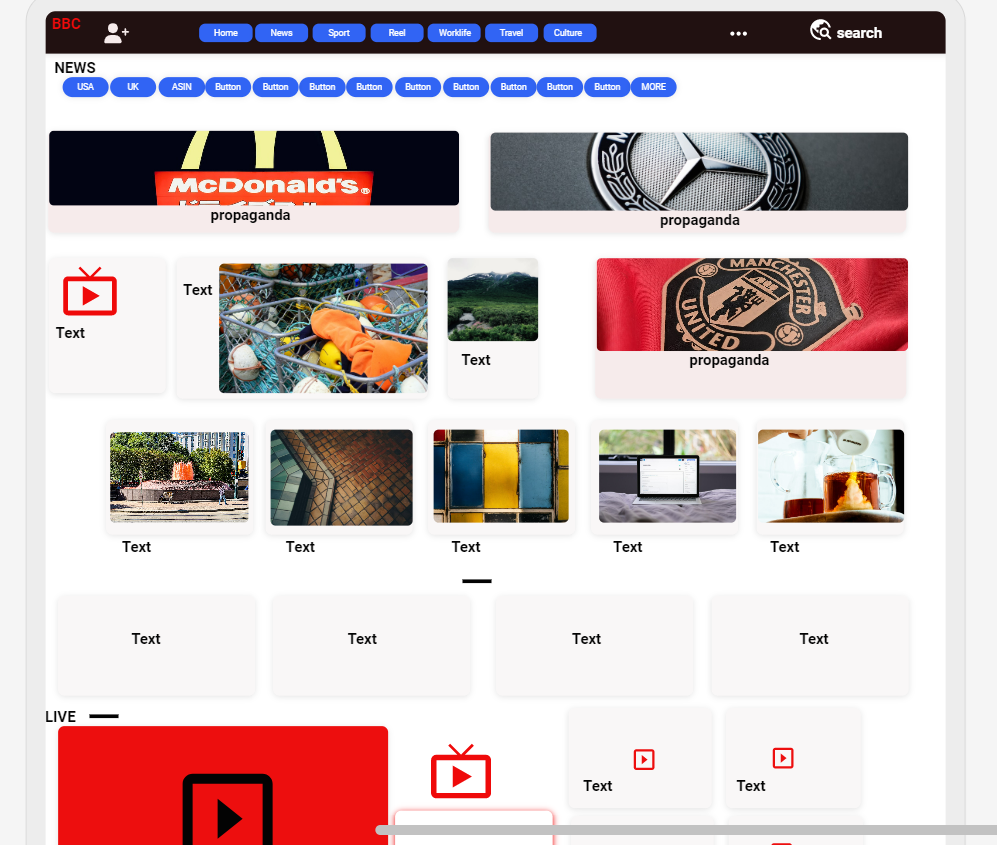 BBC
Home News Sport Reel Worklife Travel Culture
search
NEWS
USA UK ASIN Button Button Button Button Button Button Button Button Button MORE
McDonald's
propaganda
propaganda
Text
Text
Text
MANCHESTER
UNITED
propaganda
Text Text Text Text Text
Text Text Text Text
LIVE
Text Text